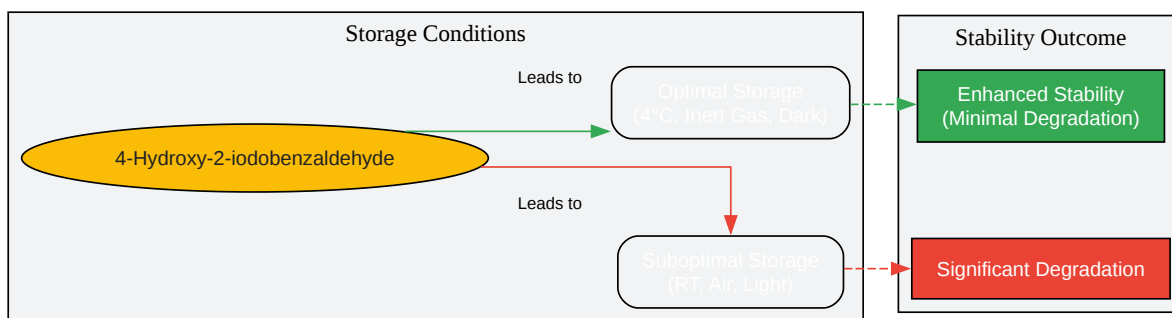 Storage Conditions
Stability Outcome
Leads to
Optimal Storage
(4°C, Inert Gas, Dark)
Enhanced Stability
(Minimal Degradation)
4-Hydroxy-2-iodobenzaldehyde
Leads to
Suboptimal Storage
(RT, Air, Light)
Significant Degradation